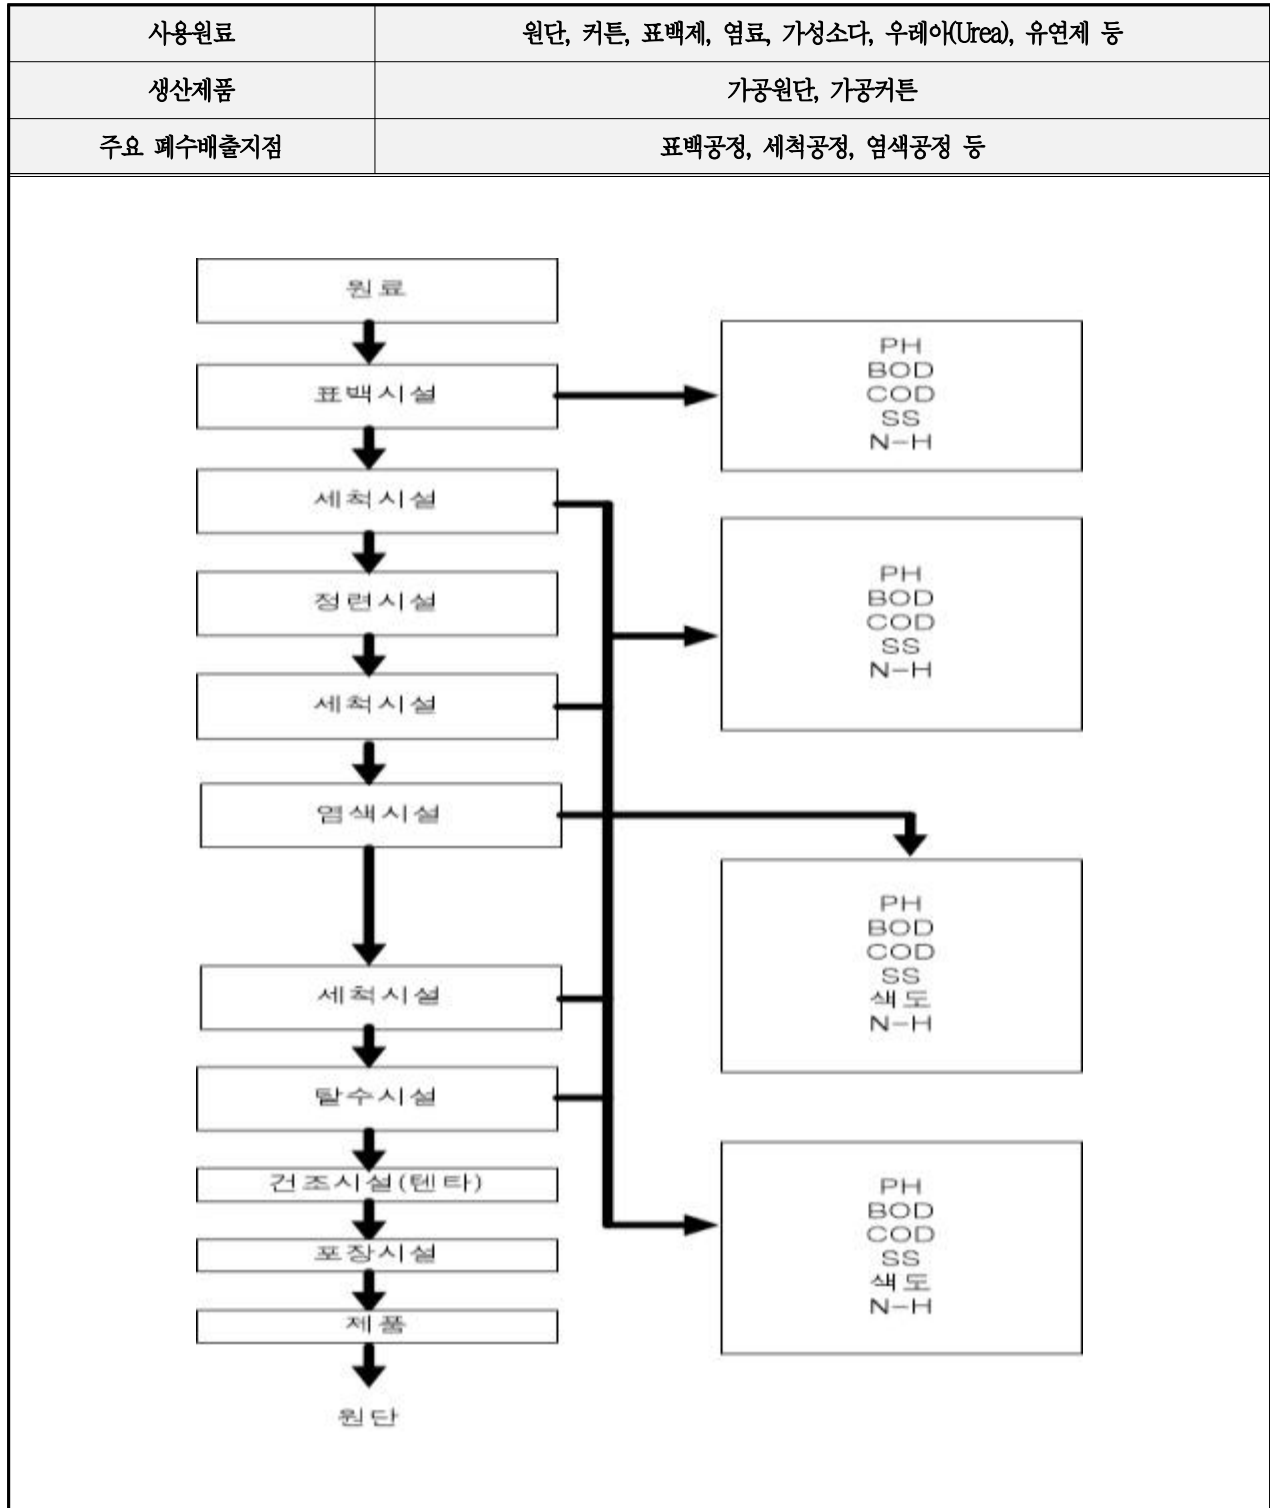 사용원료 원단, 커튼, 표백제, 염료, 가성소다, 우레아(Urea), 유연제 등
생산제품 가공원단, 가공커튼
주요 폐수배출지점 표백공정, 세척공정, 염색공정 등
원료
표백시설
PH
BOD
COD
SS
N-H
세척시설
정련시설
세척시설
PH
BOD
COD
SS
N-H
염색시설
PH
BOD
COD
SS
색도
N-H
세척시설
탈수시설
건조시설(텐타)
포장시설
제품
원단
PH
BOD
COD
SS
색도
N-H